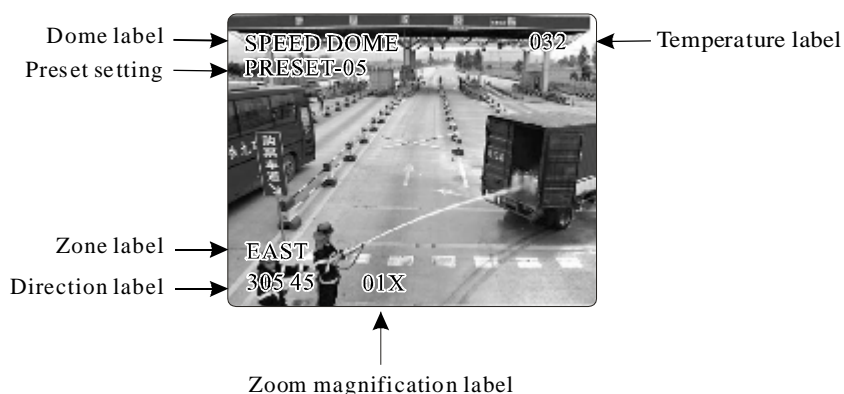 Dome label
SPEED DOME
032
Temperature label
Preset setting
PRESET-05
Zone label
EAST
Direction label
305 45
01X
Zoom magnification label